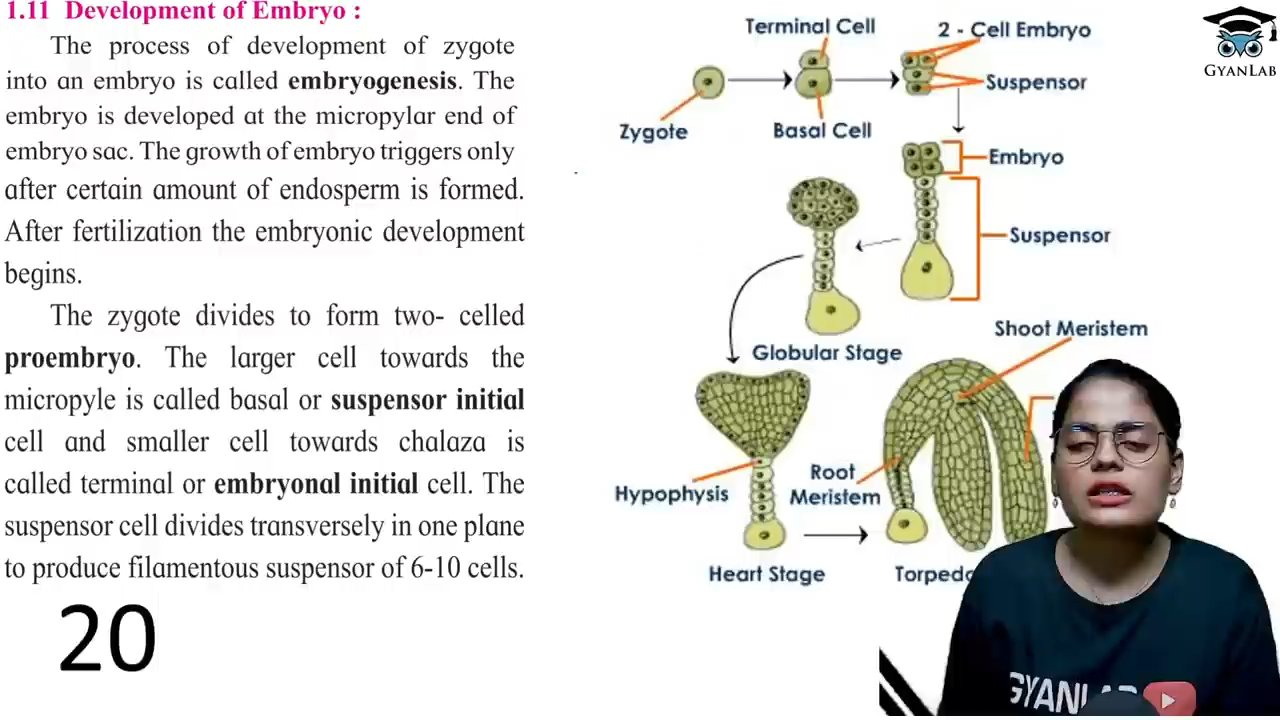 1.11 Development of Embryo :
The process of development of zygote
into an embryo is called embryogenesis. The
embryo is developed at the micropylar end of
embryo sac. The growth of embryo triggers only
after certain amount of endosperm is formed.
After fertilization the embryonic development
begins.
The zygote divides to form two- celled
proembryo. The larger cell towards the
micropyle is called basal or suspensor initial
cell and smaller cell towards chalaza is
called terminal or embryonal initial cell. The
suspensor cell divides transversely in one plane
to produce filamentous suspensor of 6-10 cells.
20
Terminal Cell
2 - Cell Embryo
Suspensor
Zygote
Basal Cell
Embryo
Suspensor
Globular Stage
Shoot Meristem
Hypophysis
Root
Meristem
Heart Stage
GYANLAB